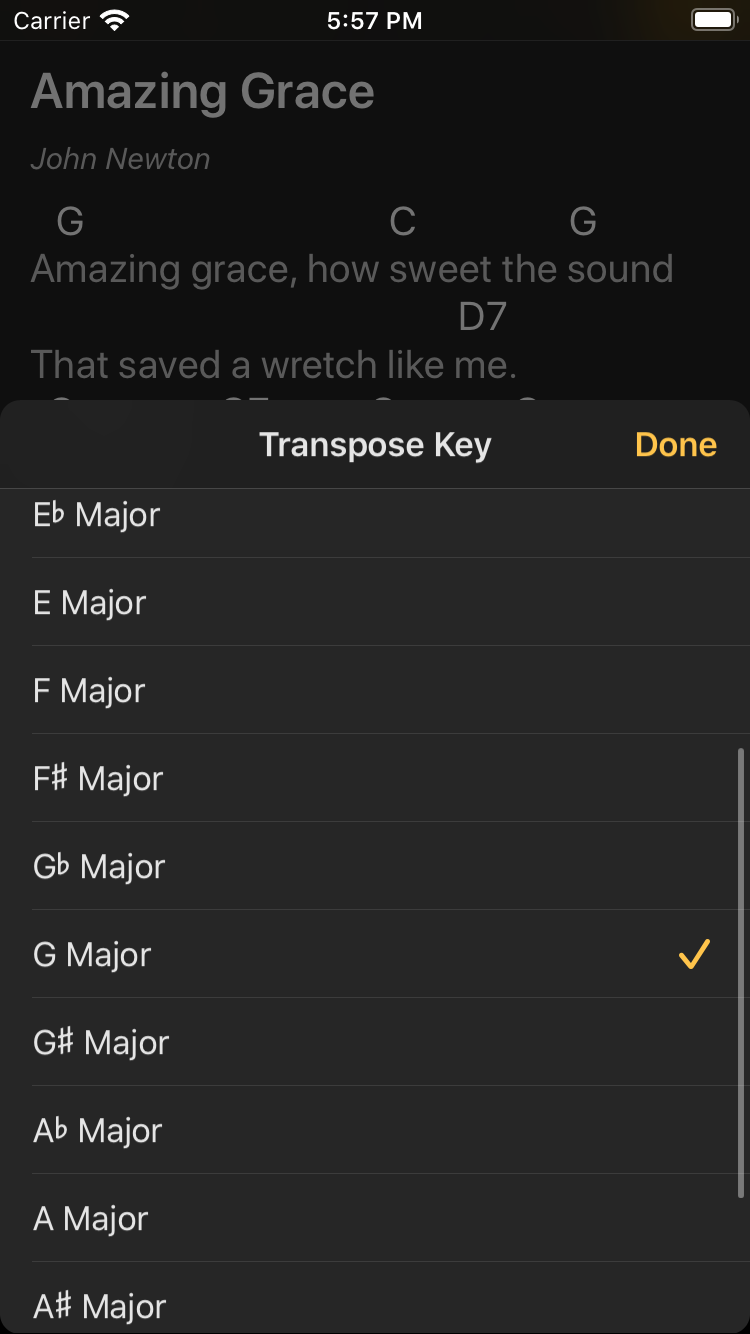 Carrier 5:57 PM
Amazing Grace
John Newton
G C G
Amazing grace, how sweet the sound
D7
That saved a wretch like me.
Transpose Key Done
E♭ Major
E Major
F Major
F♯ Major
G♭ Major
G Major
G♯ Major
A♭ Major
A Major
A♯ Major